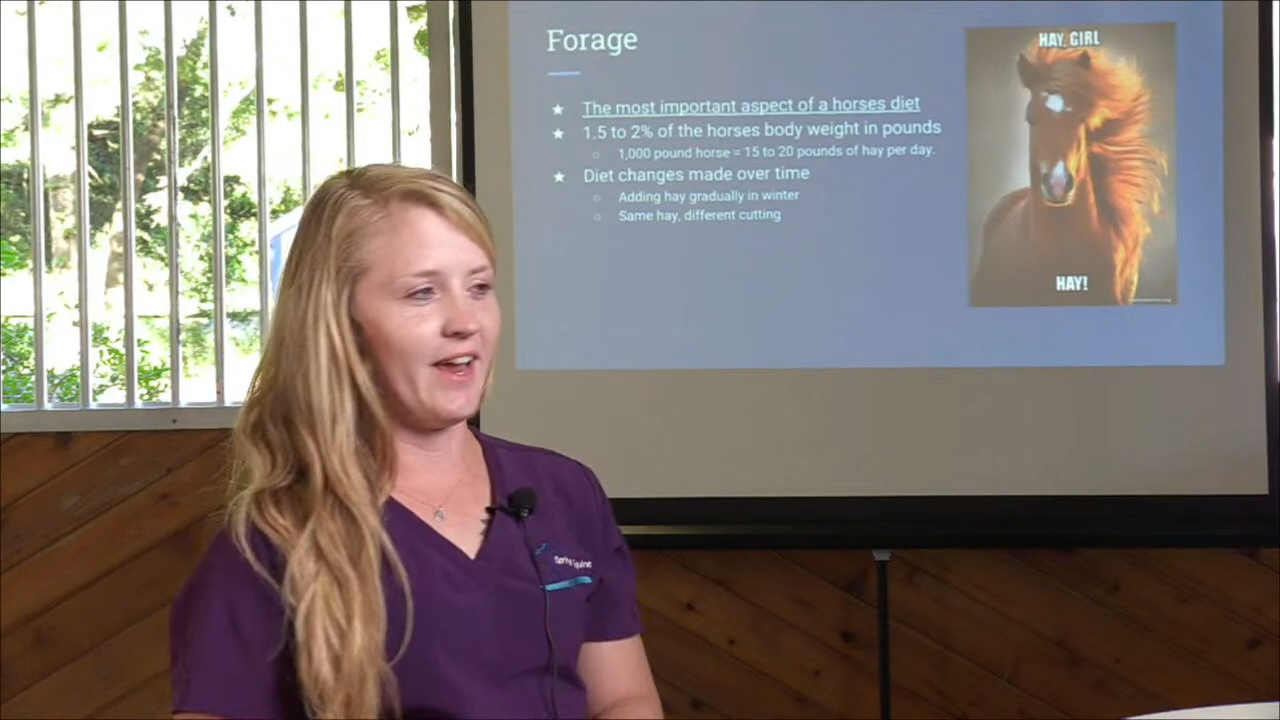 Forage
★ The most important aspect of a horses diet
★ 1.5 to 2% of the horses body weight in pounds
○ 1,000 pound horse = 15 to 20 pounds of hay per day.
★ Diet changes made over time
○ Adding hay gradually in winter
○ Same hay, different cutting
HAY, GIRL
HAY!